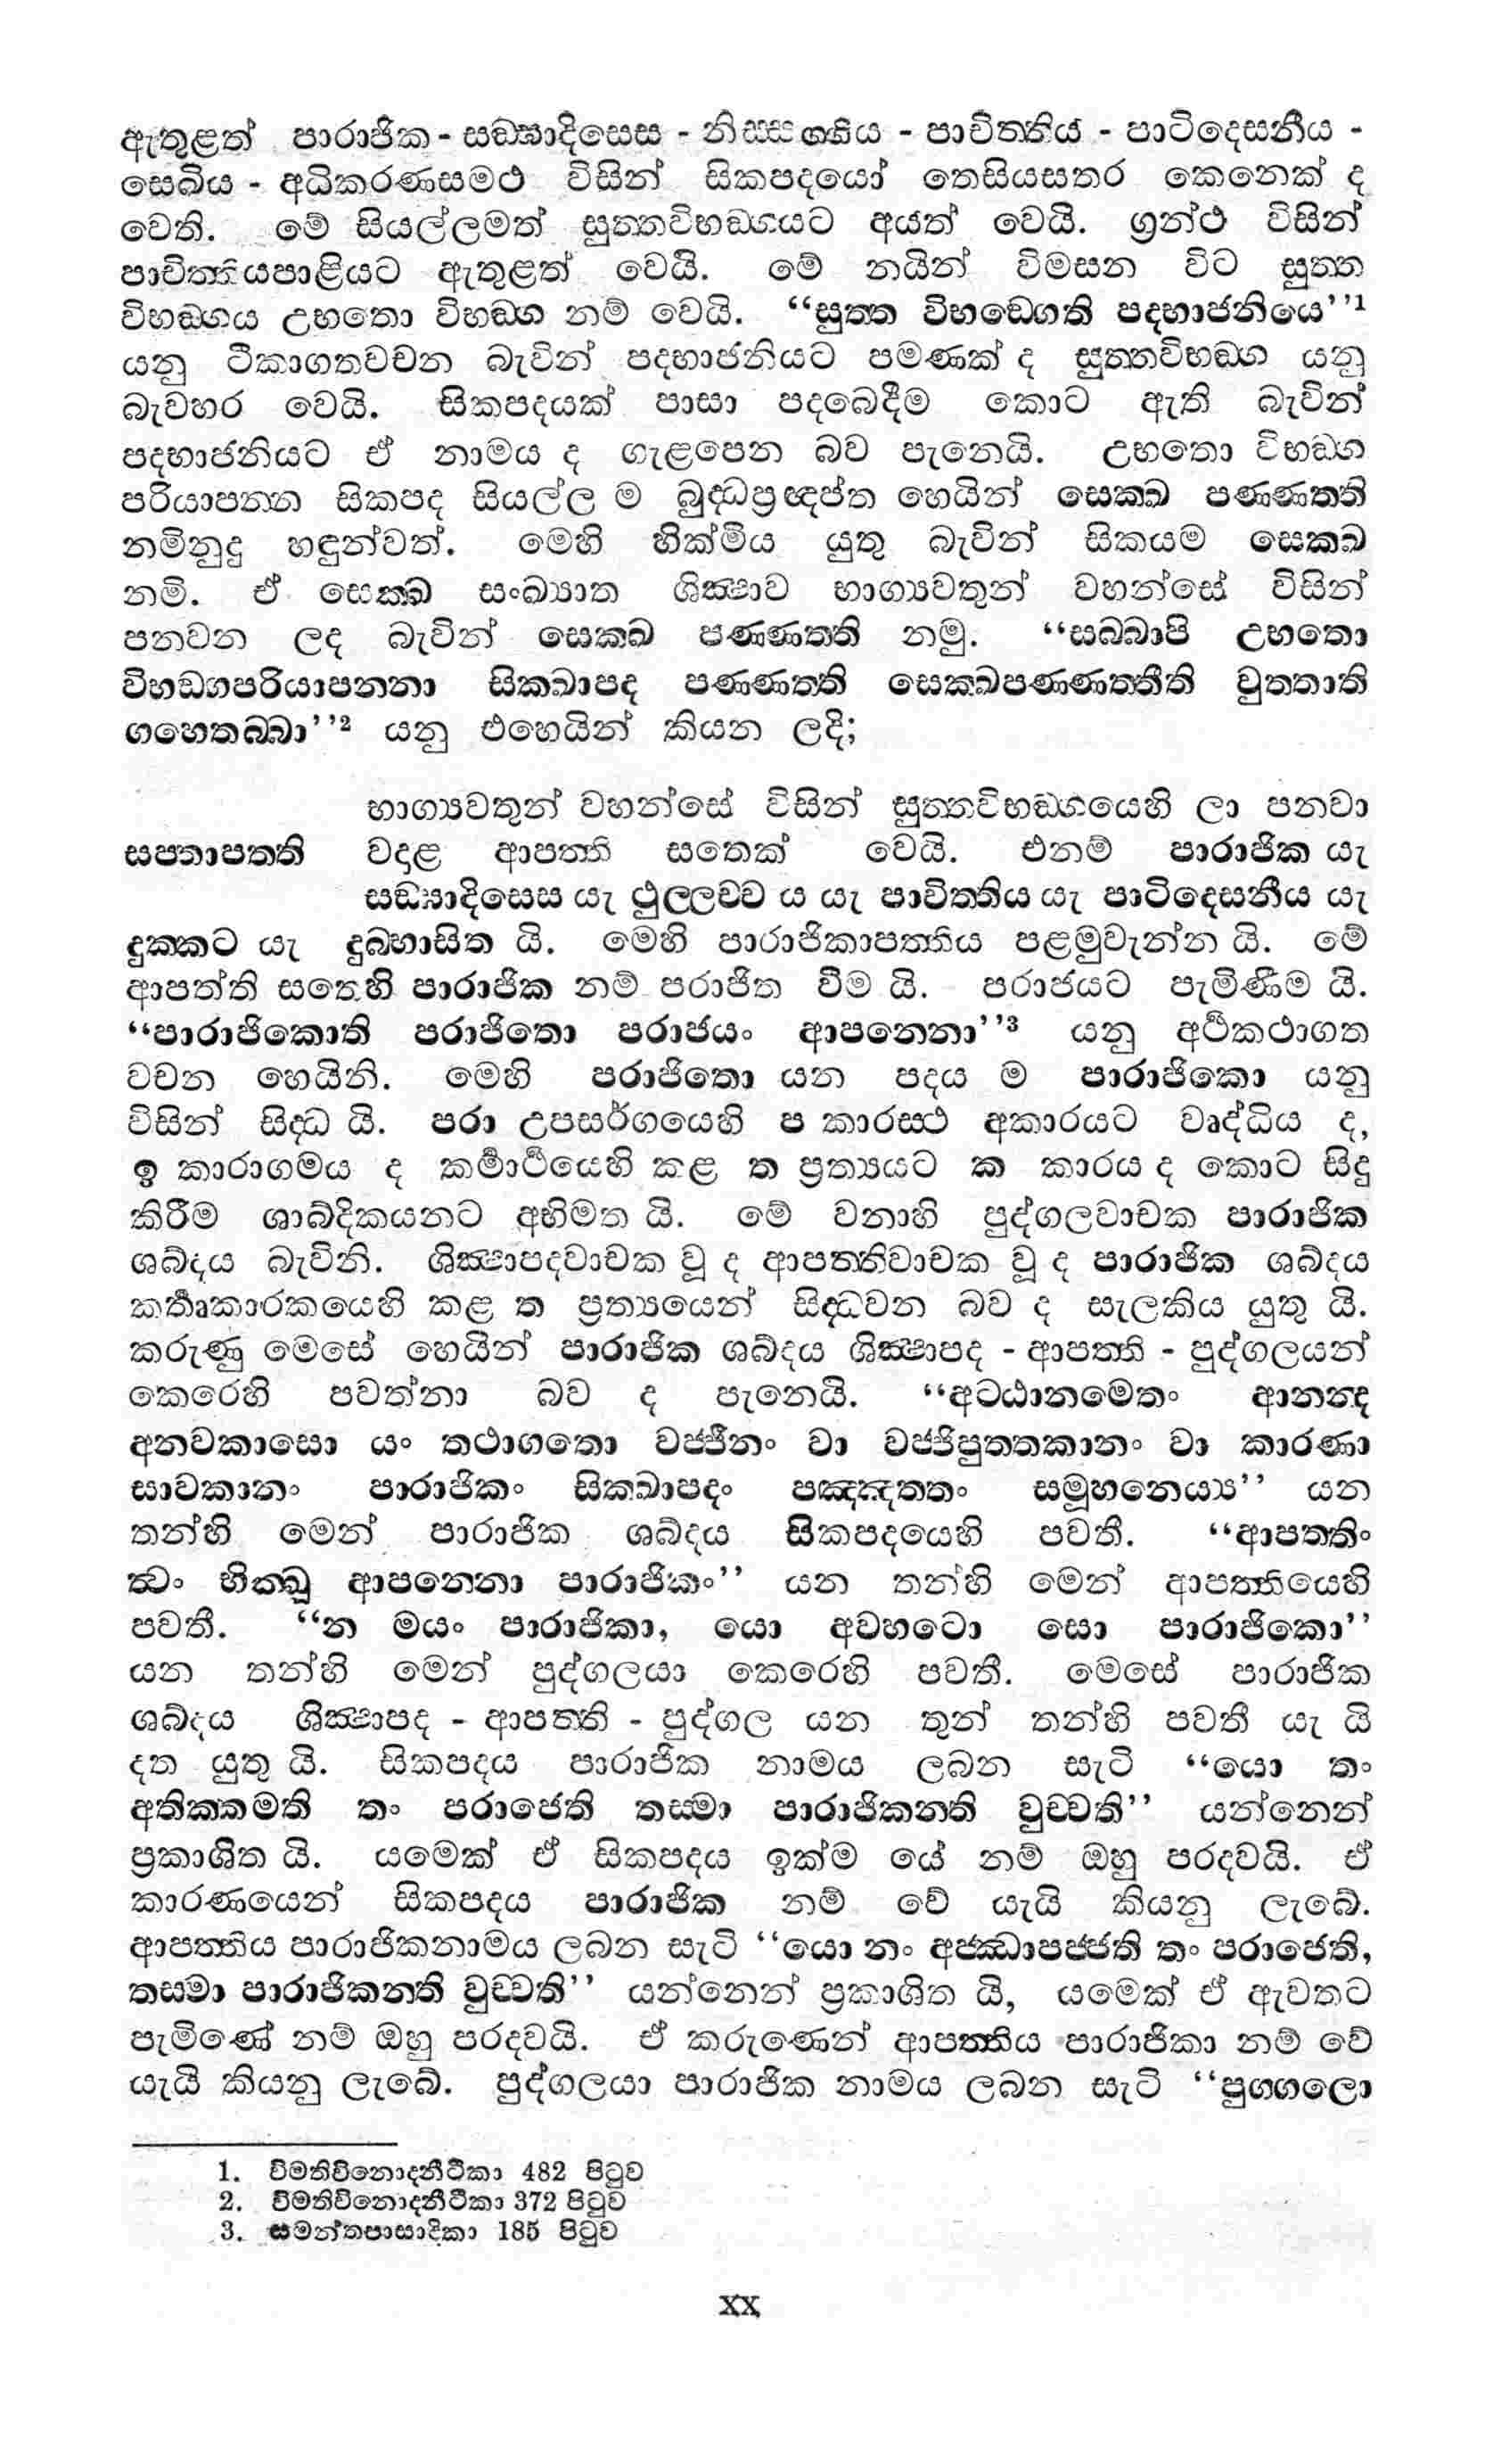 ඇතුළත් පාරාජික - සඞ්ඝාදිසෙස - නිස්සග්ගිය - පාචිත්තිය - පාටිදෙසනීය -
සෙඛිය - අධිකරණසමථ විසින් සිකපදයෝ තෙසියසතර කෙනෙක් ද
වෙති. මේ සියල්ලමත් සුත්තවිභඞ්ගයට අයත් වෙයි. ග්‍රන්ථ විසින්
පාචිත්තියපාළියට ඇතුළත් වෙයි. මේ නයින් විමසන විට සුත්ත
විභඞ්ගය උභතො විභඞ්ග නම් වෙයි. “සුත්ත විභඞ්ගෙති පදභාජනියෙ”¹
යනු ටීකාගතවචන බැවින් පදභාජනියට පමණක් ද සුත්තවිභඞ්ග යනු
බැවහර වෙයි. සිකපදයක් පාසා පදබෙදීම කොට ඇති බැවින්
පදභාජනියට ඒ නාමය ද ගැළපෙන බව පැනෙයි. උභතො විභඞ්ග
පරියාපන්න සිකපද සියල්ල ම බුද්ධප්‍රඥප්ත හෙයින් සෙක්ඛ පණ්ණත්ති
නමිනුදු හඳුන්වත්. මෙහි හික්මිය යුතු බැවින් සිකයම සෙක්ඛ
නමි. ඒ සෙක්ඛ සංඛ්‍යාත ශික්‍ෂාව භාග්‍යවතුන් වහන්සේ විසින්
පනවන ලද බැවින් සෙක්ඛ පණ්ණත්ති නමු. “සබ්බාපි උභතො
විභඞ්ගපරියාපන්නා සික්ඛාපද පණ්ණත්ති සෙක්ඛපණ්ණත්තීති වුත්තාති
ගහෙතබ්බා”² යනු එහෙයින් කියන ලදි;
භාග්‍යවතුන් වහන්සේ විසින් සුත්තවිභඞ්ගයෙහි ලා පනවා
සප්තාපත්ති වදාළ ආපත්ති සතෙක් වෙයි. එනම් පාරාජික යැ
සඞ්ඝාදිසෙස යැ ථුල්ලච්ච ය යැ පාචිත්තිය යැ පාටිදෙසනීය යැ
දුක්කට යැ දුබ්භාසිත යි. මෙහි පාරාජිකාපත්තිය පළමුවැන්න යි. මේ
ආපත්ති සතෙහි පාරාජික නම් පරාජිත වීම යි. පරාජයට පැමිණීම යි.
“පාරාජිකොති පරාජිතො පරාජයං ආපන්නො”³ යනු අර්ථකථාගත
වචන හෙයිනි. මෙහි පරාජිතො යන පදය ම පාරාජිකො යනු
විසින් සිද්ධ යි. පරා උපසර්ගයෙහි ප කාරස්ථ අකාරයට වෘද්ධිය ද,
ඉ කාරාගමය ද කර්මාර්ථයෙහි කළ ත ප්‍රත්‍යයට ක කාරය ද කොට සිදු
කිරීම ශාබ්දිකයනට අභිමත යි. මේ වනාහි පුද්ගලවාචක පාරාජික
ශබ්දය බැවිනි. ශික්‍ෂාපදවාචක වූ ද ආපත්තිවාචක වූ ද පාරාජික ශබ්දය
කර්තෘකාරකයෙහි කළ ත ප්‍රත්‍යයෙන් සිද්ධවන බව ද සැලකිය යුතු යි.
කරුණු මෙසේ හෙයින් පාරාජික ශබ්දය ශික්‍ෂාපද - ආපත්ති - පුද්ගලයන්
කෙරෙහි පවත්නා බව ද පැනෙයි. “අට්ඨානමෙතං ආනන්ද
අනවකාසො යං තථාගතො වජ්ජීනං වා වජ්ජිපුත්තකානං වා කාරණා
සාවකානං පාරාජිකං සික්ඛාපදං පඤ්ඤත්තං සමූහනෙය්‍ය” යන
තන්හි මෙන් පාරාජික ශබ්දය සිකපදයෙහි පවතී. “ආපත්තිං
ත්වං භික්ඛු ආපන්නො පාරාජිකං” යන තන්හි මෙන් ආපත්තියෙහි
පවතී. “න මයං පාරාජිකා, යො අවහටො සො පාරාජිකො”
යන තන්හි මෙන් පුද්ගලයා කෙරෙහි පවතී. මෙසේ පාරාජික
ශබ්දය ශික්‍ෂාපද - ආපත්ති - පුද්ගල යන තුන් තන්හි පවතී යැ යි
දත යුතු යි. සිකපදය පාරාජික නාමය ලබන සැටි “යො තං
අතික්කමති තං පරාජෙති තස්මා පාරාජිකන්ති වුච්චති” යන්නෙන්
ප්‍රකාශිත යි. යමෙක් ඒ සිකපදය ඉක්ම යේ නම් ඔහු පරදවයි. ඒ
කාරණයෙන් සිකපදය පාරාජික නම් වේ යැයි කියනු ලැබේ.
ආපත්තිය පාරාජිකනාමය ලබන සැටි “යො නං අජ්ඣාපජ්ජති තං පරාජෙති,
තස්මා පාරාජිකන්ති වුච්චති” යන්නෙන් ප්‍රකාශිත යි, යමෙක් ඒ ඇවතට
පැමිණේ නම් ඔහු පරදවයි. ඒ කරුණෙන් ආපත්තිය පාරාජිකා නම් වේ
යැයි කියනු ලැබේ. පුද්ගලයා පාරාජික නාමය ලබන සැටි “පුග්ගලො
1. විමතිවිනොදනීටීකා 482 පිටුව
2. විමතිවිනොදනීටීකා 372 පිටුව
3. සමන්තපාසාදිකා 185 පිටුව
xx